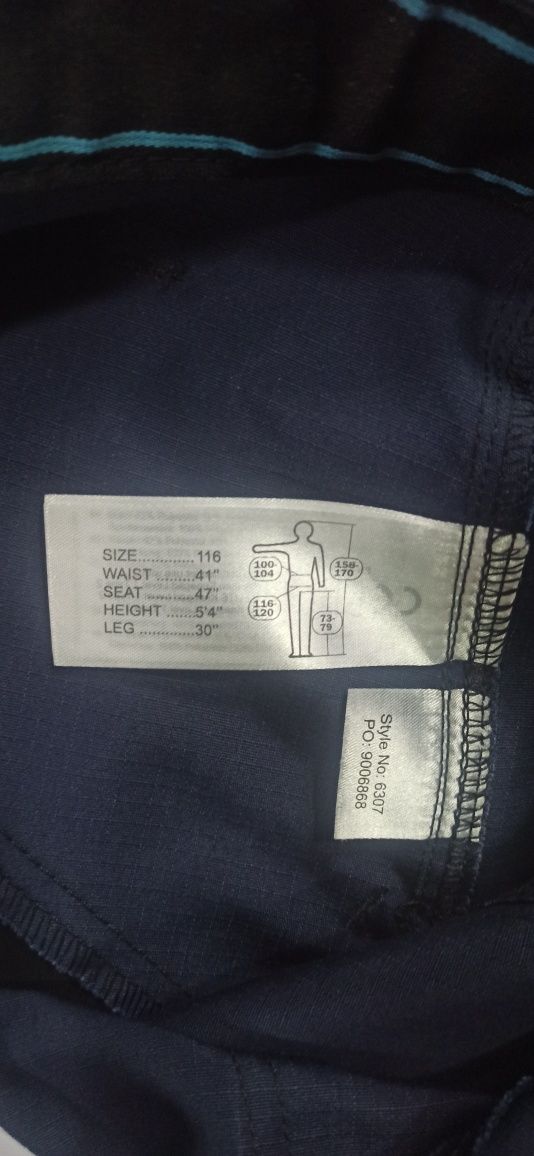 SIZE............. 116
WAIST .........41"
SEAT ...........47"
HEIGHT .......5'4"
LEG .............30"
100-
104
158-
170
116-
120
73-
79
Style No: 6307
PO: 9006868